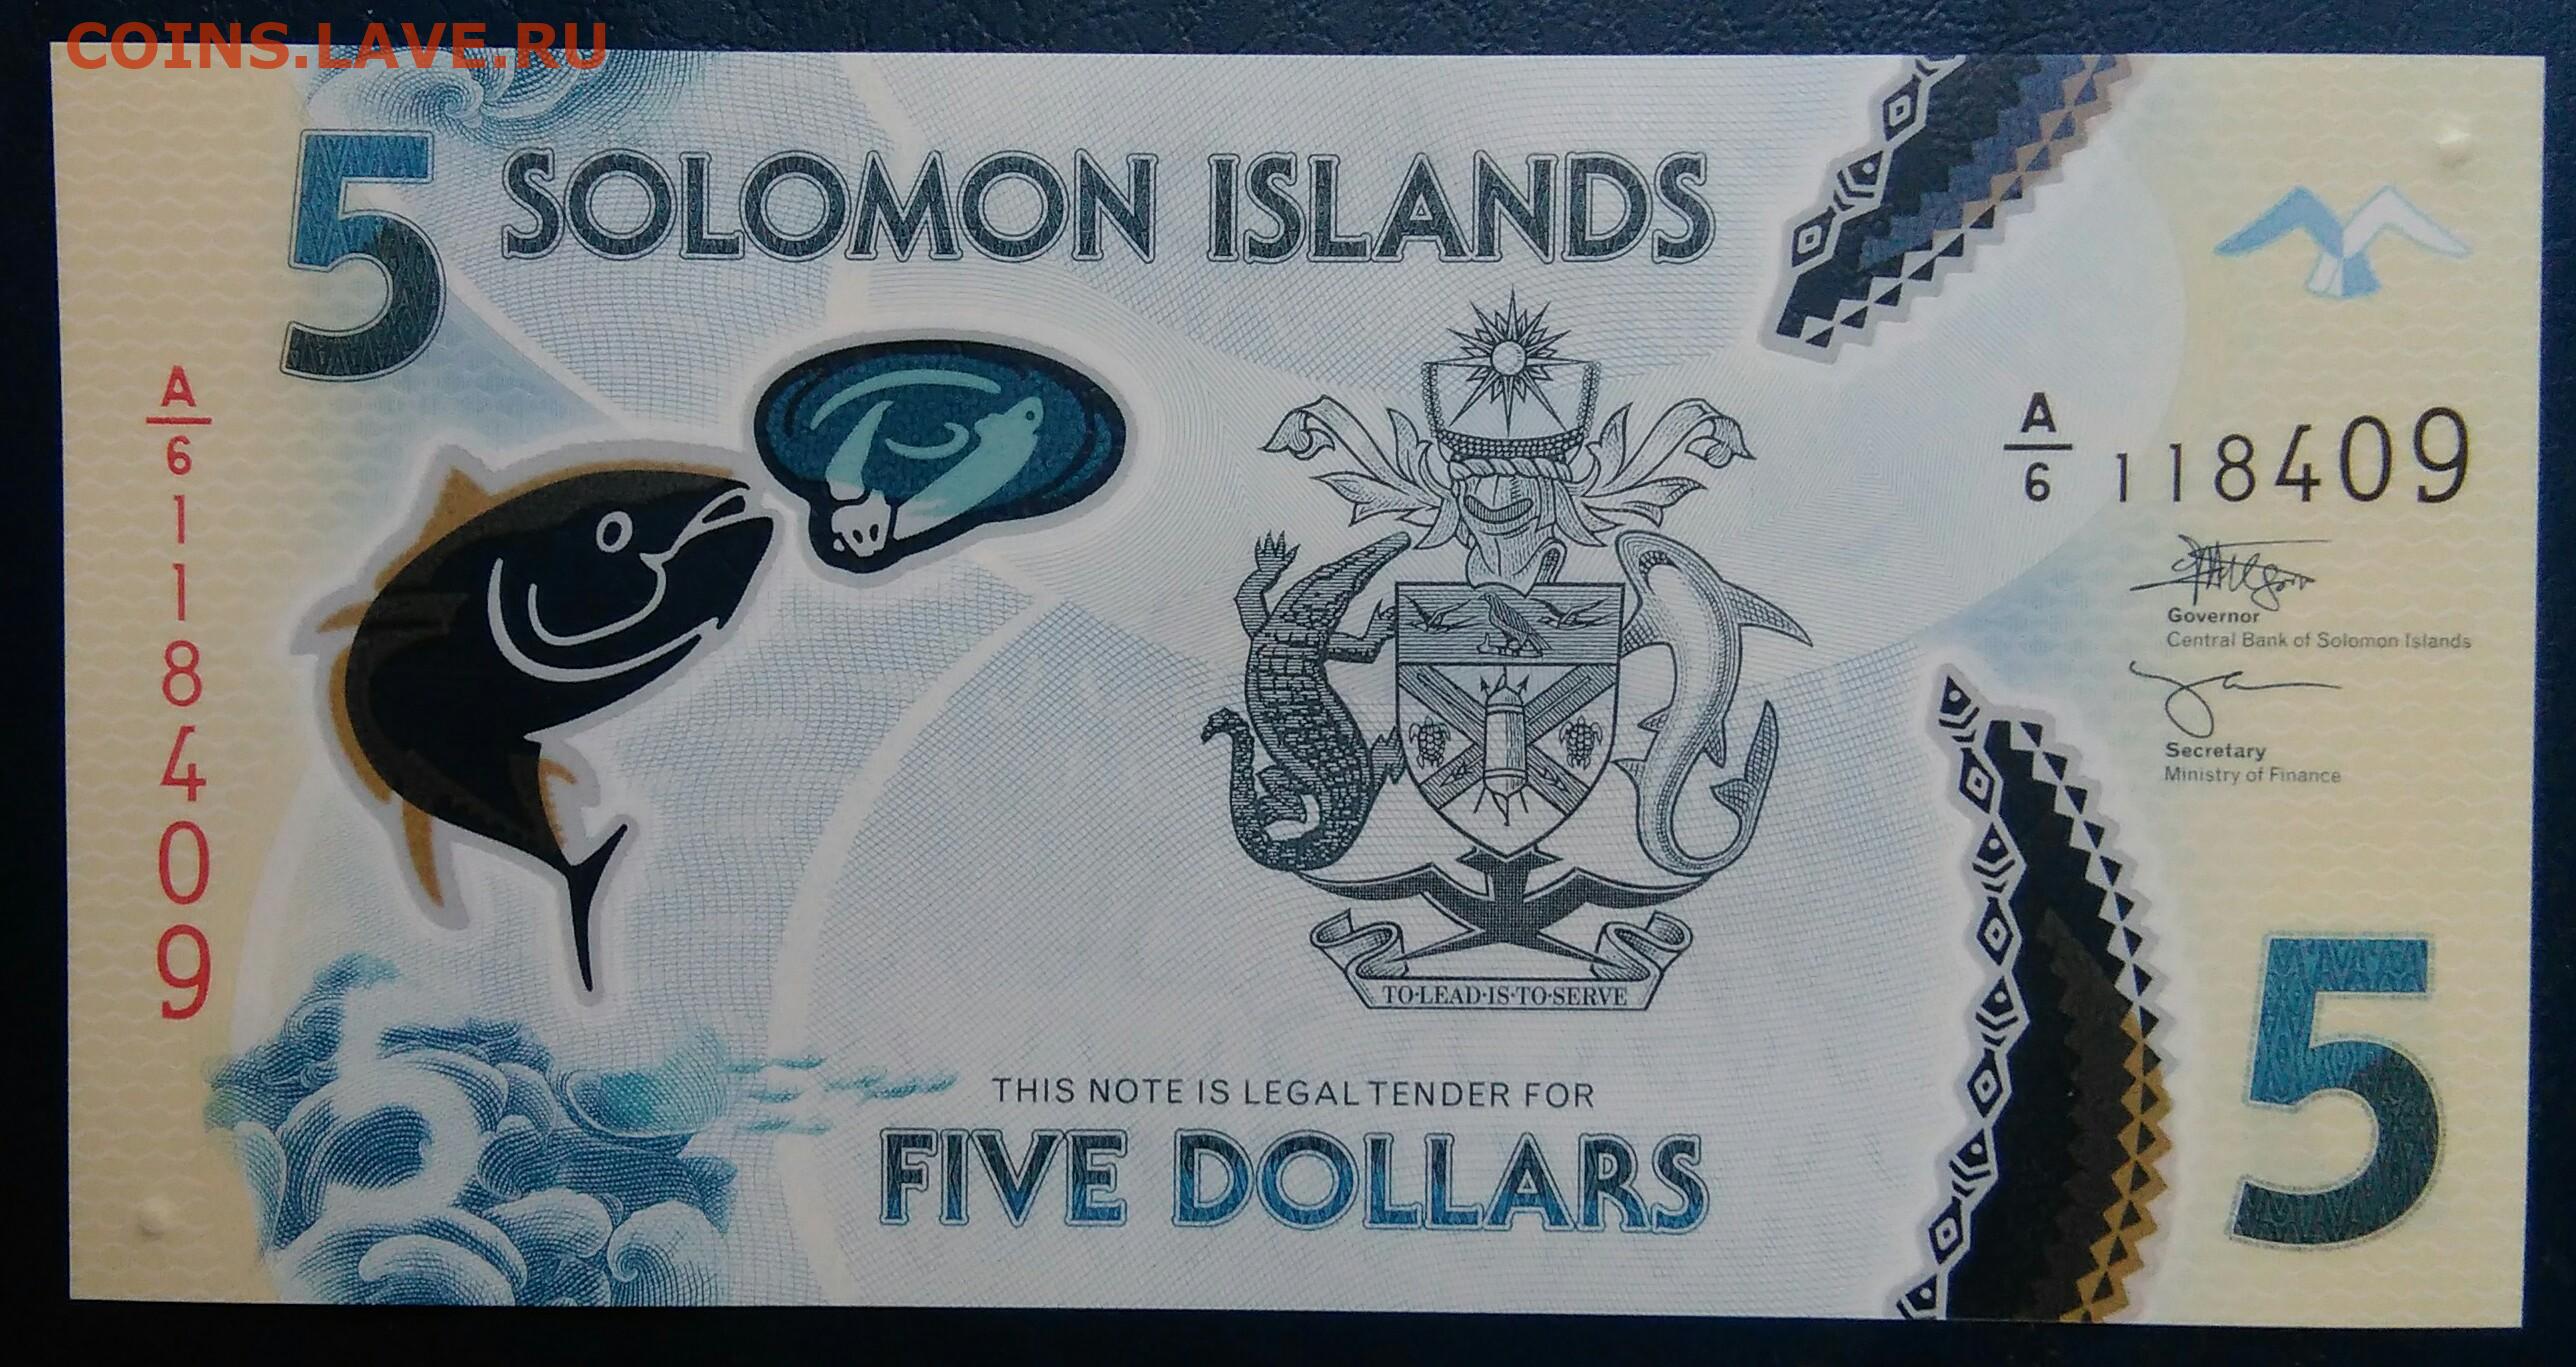 COINS.LAVE.RU
5 SOLOMON ISLANDS
A/6 118409
A/6 118409
Governor
Central Bank of Solomon Islands
Secretary
Ministry of Finance
TO·LEAD·IS·TO·SERVE
THIS NOTE IS LEGAL TENDER FOR
FIVE DOLLARS
5